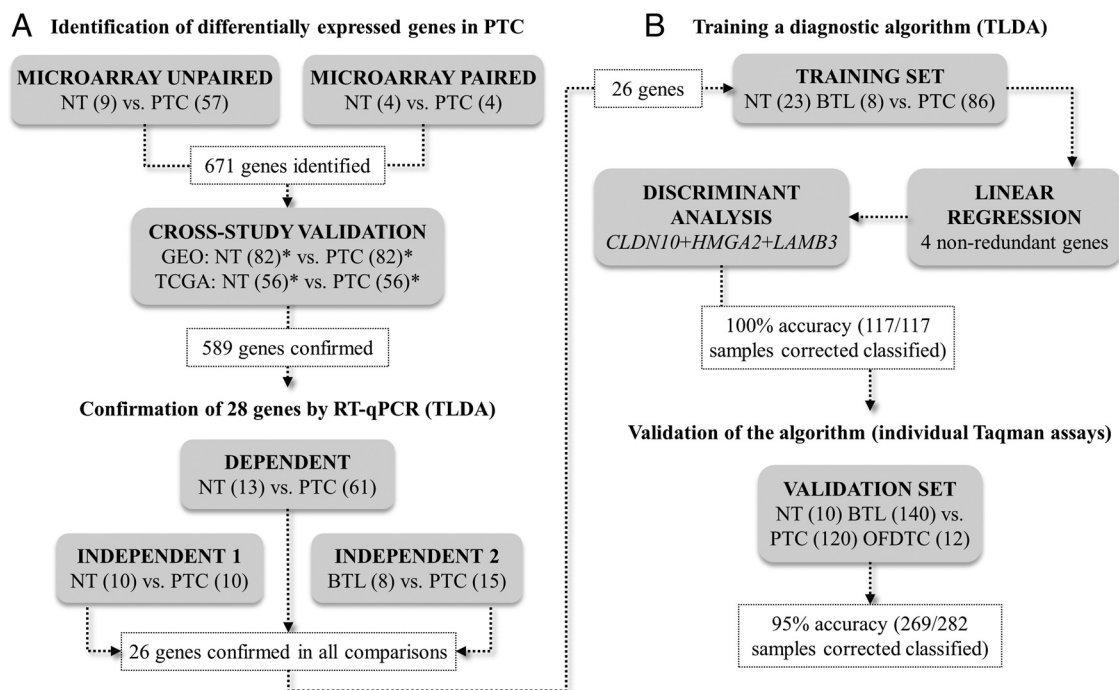 A
Identification of differentially expressed genes in PTC
MICROARRAY UNPAIRED
NT (9) vs. PTC (57)
MICROARRAY PAIRED
NT (4) vs. PTC (4)
671 genes identified
CROSS-STUDY VALIDATION
GEO: NT (82)* vs. PTC (82)*
TCGA: NT (56)* vs. PTC (56)*
589 genes confirmed
Confirmation of 28 genes by RT-qPCR (TLDA)
DEPENDENT
NT (13) vs. PTC (61)
INDEPENDENT 1
NT (10) vs. PTC (10)
INDEPENDENT 2
BTL (8) vs. PTC (15)
26 genes confirmed in all comparisons
B
Training a diagnostic algorithm (TLDA)
26 genes
TRAINING SET
NT (23) BTL (8) vs. PTC (86)
DISCRIMINANT
ANALYSIS
CLDN10+HMGA2+LAMB3
LINEAR
REGRESSION
4 non-redundant genes
100% accuracy (117/117
samples corrected classified)
Validation of the algorithm (individual Taqman assays)
VALIDATION SET
NT (10) BTL (140) vs.
PTC (120) OFDTC (12)
95% accuracy (269/282
samples corrected classified)